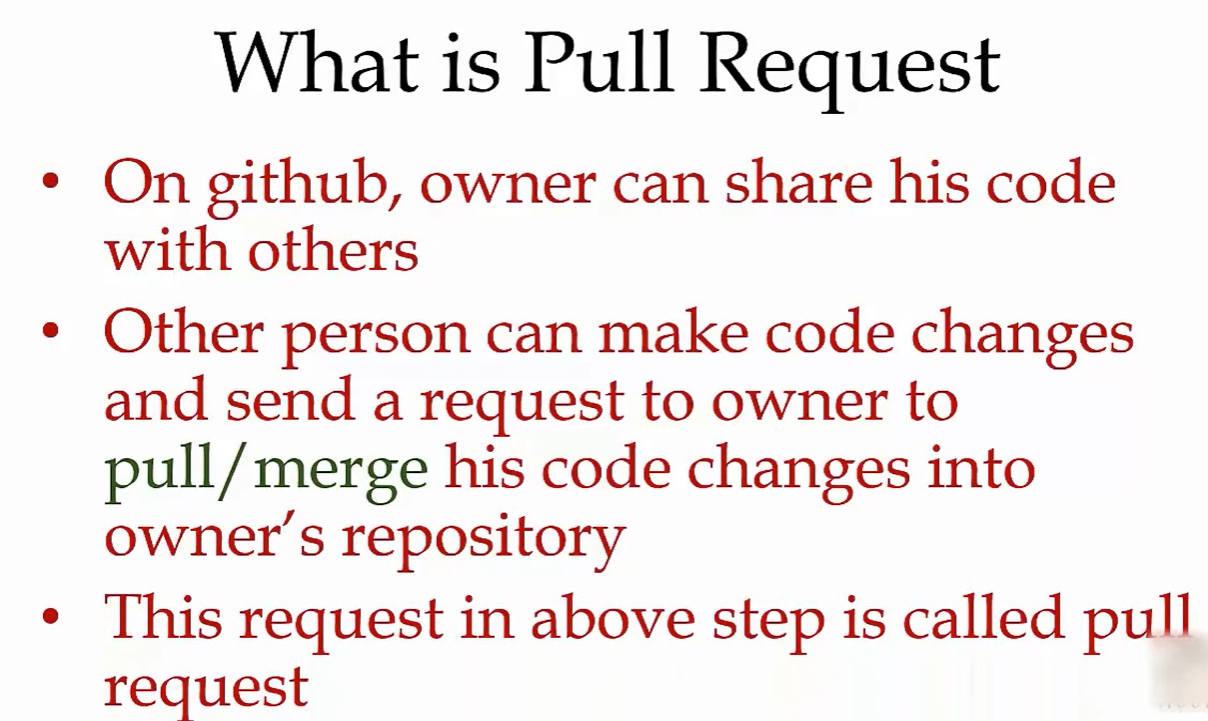 What is Pull Request
• On github, owner can share his code
with others
• Other person can make code changes
and send a request to owner to
pull/merge his code changes into
owner's repository
• This request in above step is called pull
request